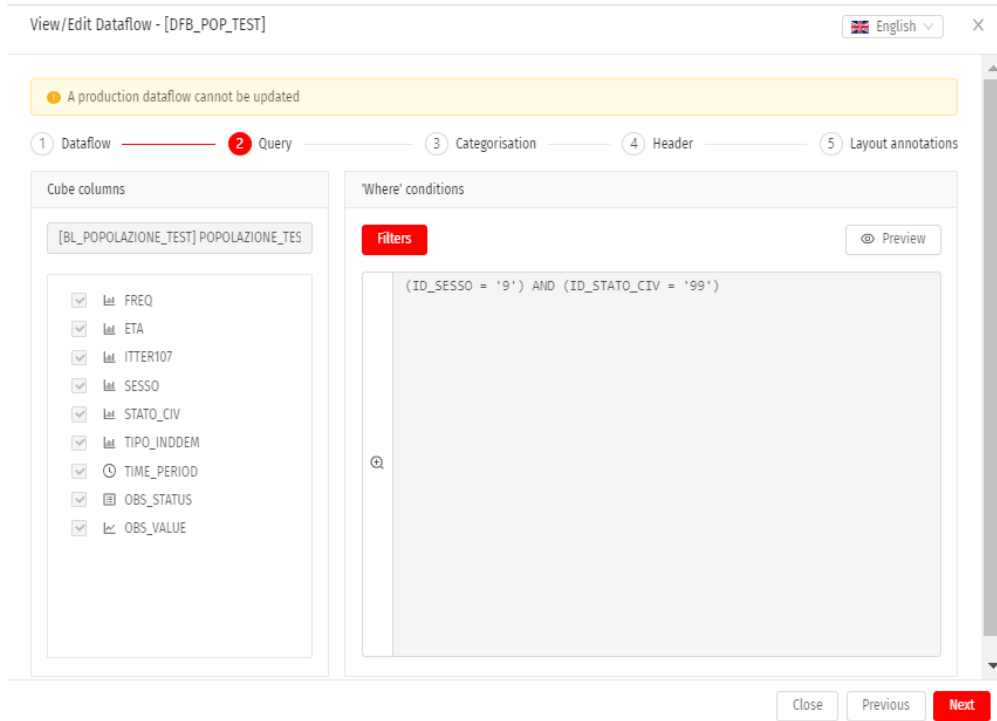 View/Edit Dataflow - [DFB_POP_TEST]
English
A production dataflow cannot be updated
1 Dataflow 2 Query 3 Categorisation 4 Header 5 Layout annotations
Cube columns
'Where' conditions
[BL_POPOLAZIONE_TEST] POPOLAZIONE_TES
Filters
Preview
(ID_SESSO = '9') AND (ID_STATO_CIV = '99')
FREQ
ETA
ITTER107
SESSO
STATO_CIV
TIPO_INDDEM
TIME_PERIOD
OBS_STATUS
OBS_VALUE
Close Previous Next